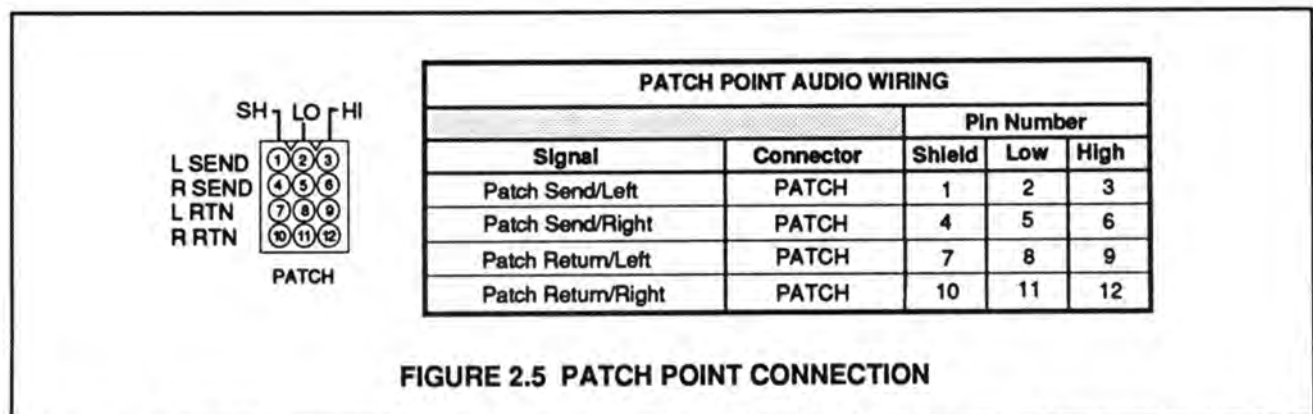 SH LO HI
L SEND 1 2 3
R SEND 4 5 6
L RTN 7 8 9
R RTN 10 11 12
PATCH
PATCH POINT AUDIO WIRING
Pin Number
Signal Connector Shield Low High
Patch Send/Left PATCH 1 2 3
Patch Send/Right PATCH 4 5 6
Patch Return/Left PATCH 7 8 9
Patch Return/Right PATCH 10 11 12
FIGURE 2.5 PATCH POINT CONNECTION